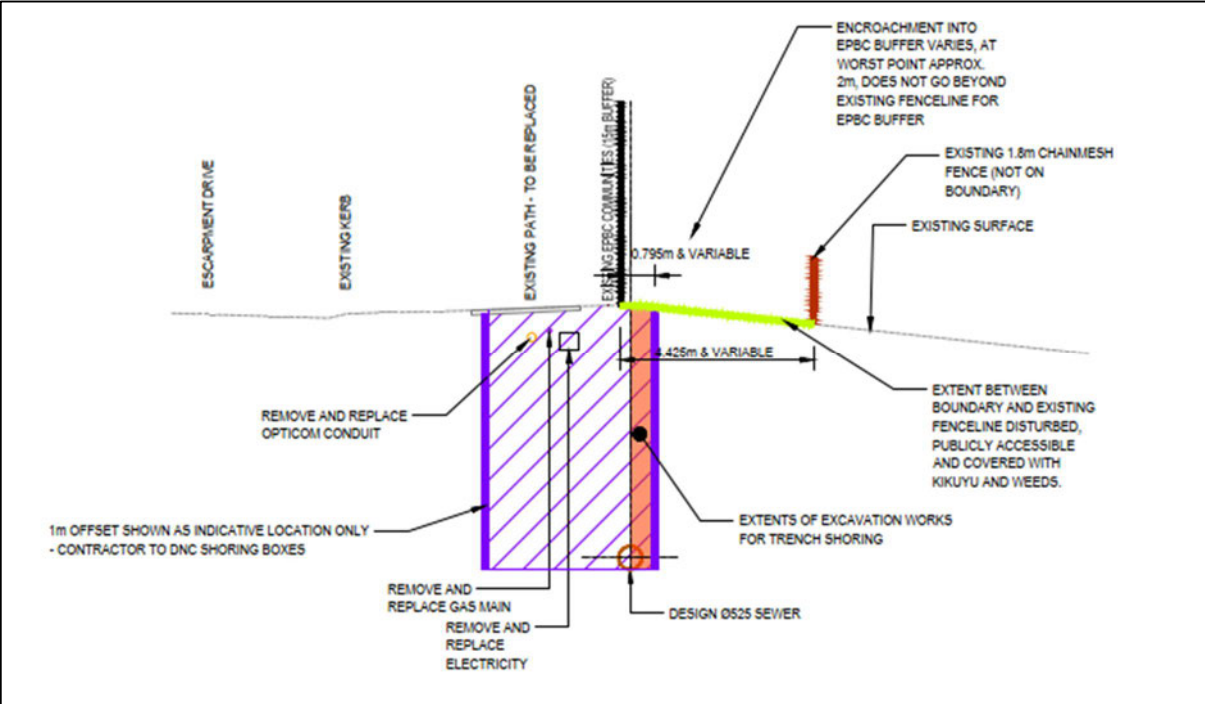 ENCROACHMENT INTO
EPBC BUFFER VARIES, AT
WORST POINT APPROX.
2m, DOES NOT GO BEYOND
EXISTING FENCELINE FOR
EPBC BUFFER
ESCARPMENT DRIVE
EXISTING KERB
EXISTING PATH - TO BE REPLACED
EXISTING EPBC COMMUNITIES (15m BUFFER)
EXISTING 1.8m CHAINMESH
FENCE (NOT ON
BOUNDARY)
EXISTING SURFACE
0.795m & VARIABLE
4.425m & VARIABLE
REMOVE AND REPLACE
OPTICOM CONDUIT
EXTENT BETWEEN
BOUNDARY AND EXISTING
FENCELINE DISTURBED,
PUBLICLY ACCESSIBLE
AND COVERED WITH
KIKUYU AND WEEDS.
1m OFFSET SHOWN AS INDICATIVE LOCATION ONLY
- CONTRACTOR TO DNC SHORING BOXES
EXTENTS OF EXCAVATION WORKS
FOR TRENCH SHORING
REMOVE AND
REPLACE GAS MAIN
REMOVE AND
REPLACE
ELECTRICITY
DESIGN Ø525 SEWER